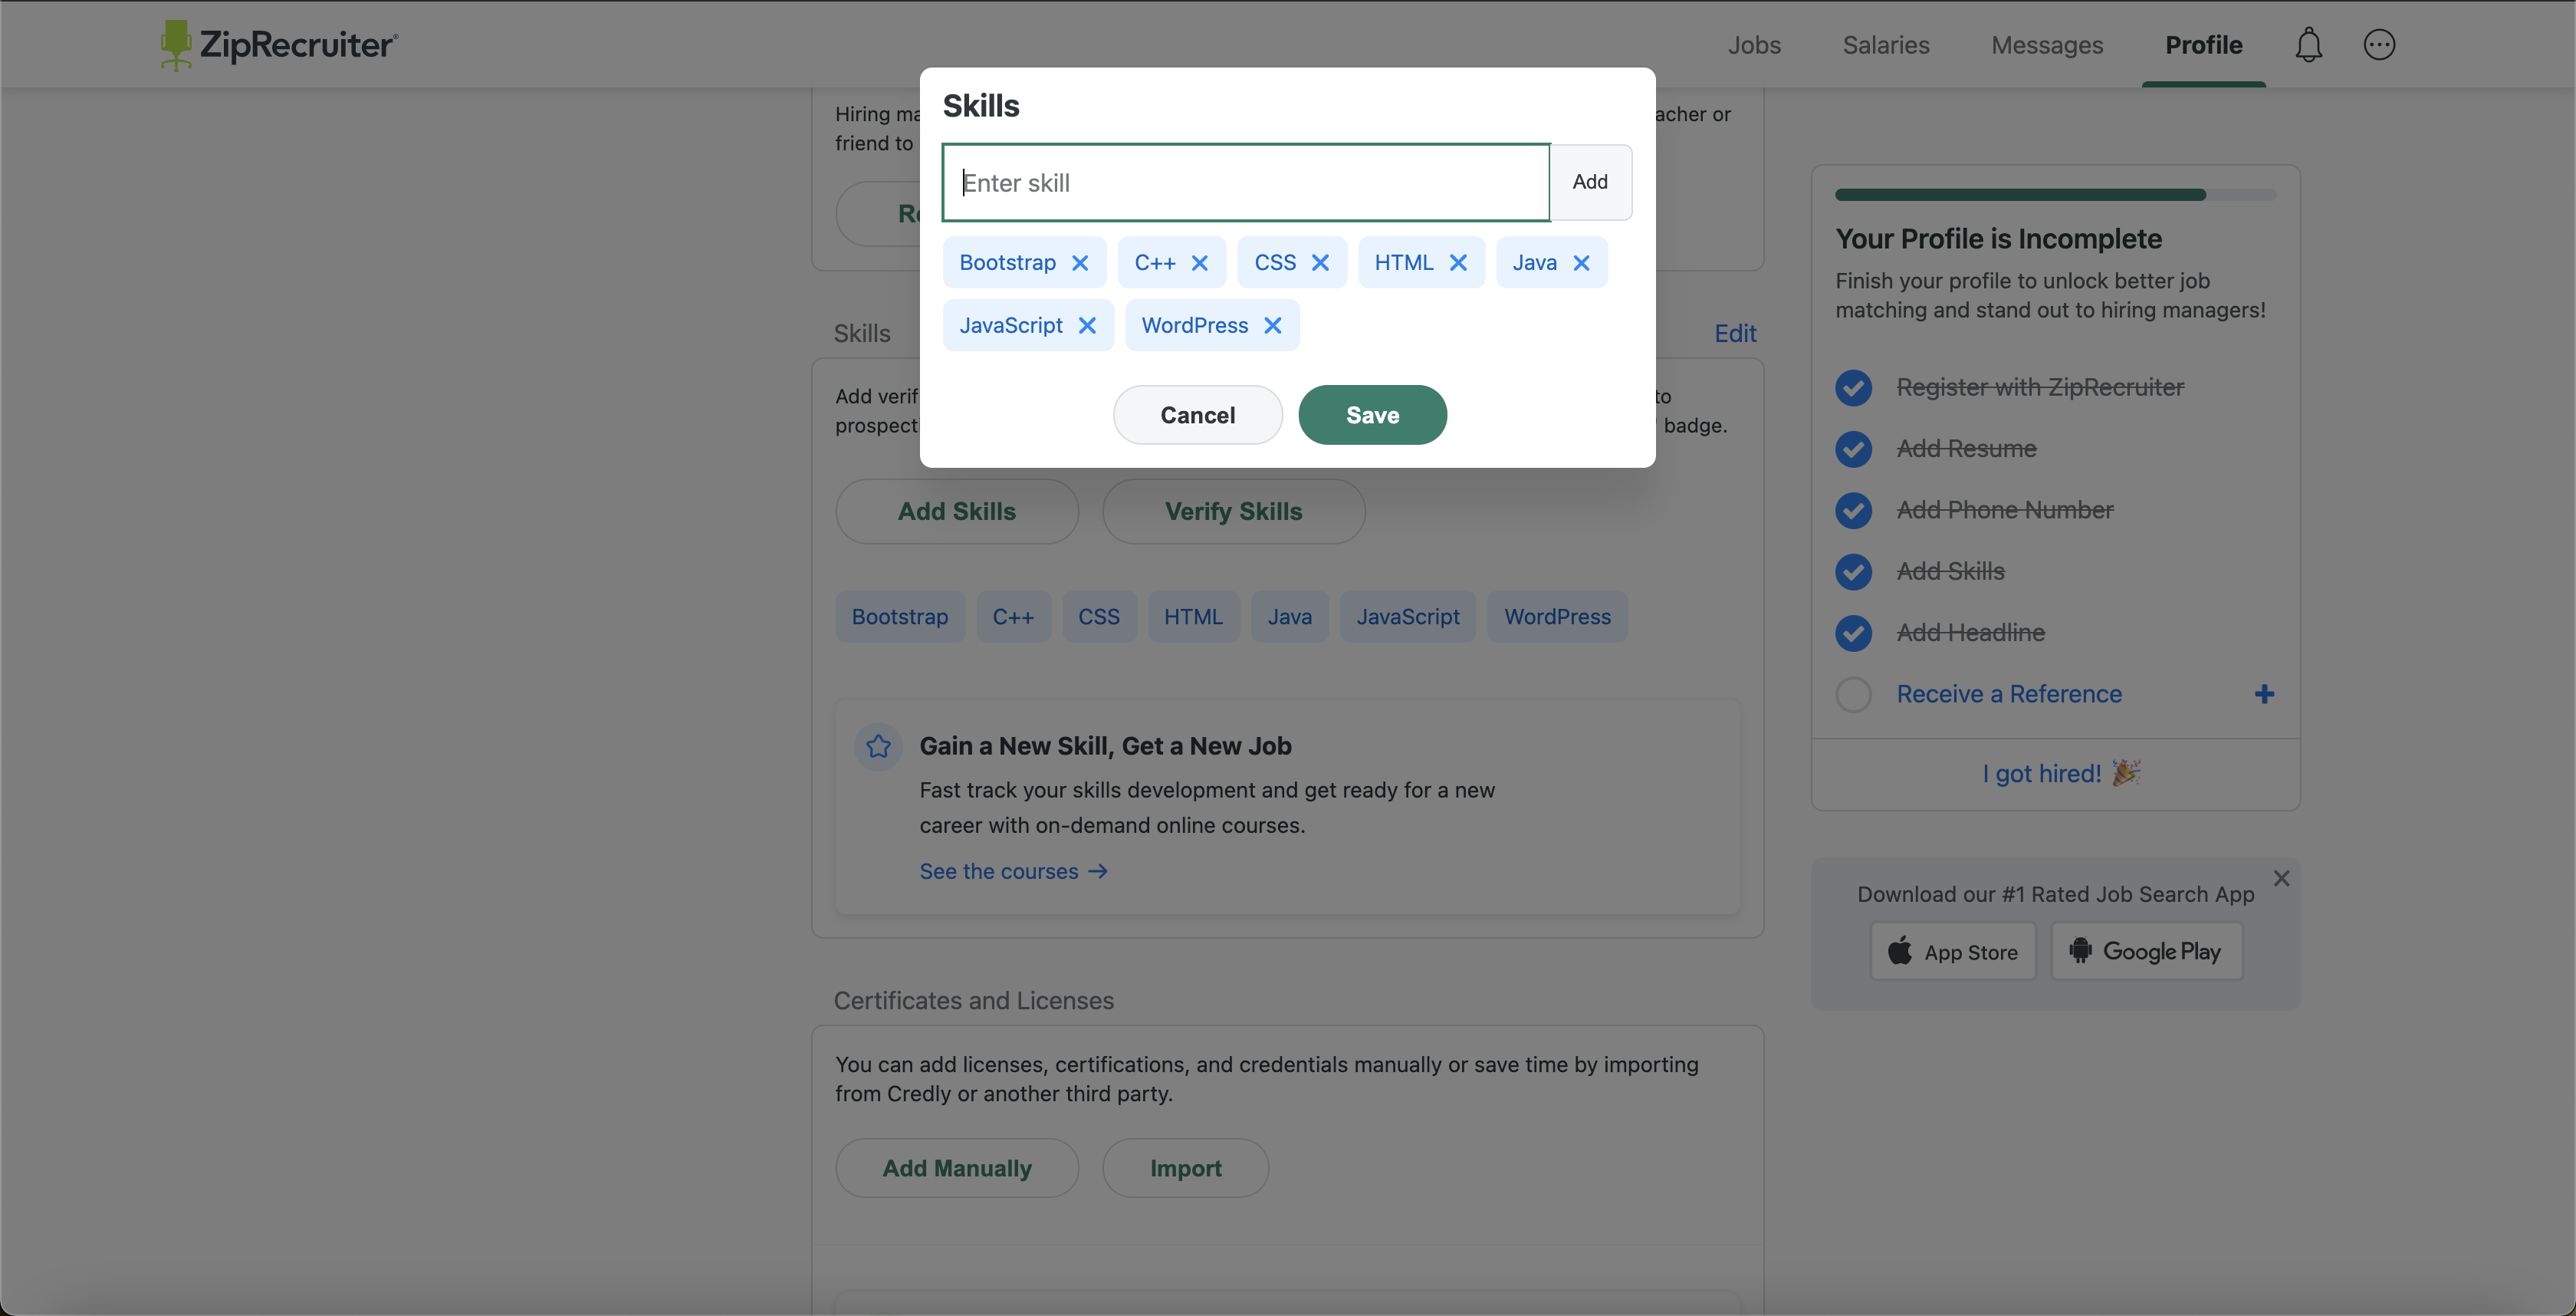 ZipRecruiter
Jobs
Salaries
Messages
Profile
Skills
Enter skill
Add
Bootstrap
C++
CSS
HTML
Java
JavaScript
WordPress
Cancel
Save
Hiring ma
acher or
friend to
Re
Skills
Edit
Add verif
to
prospect
badge.
Add Skills
Verify Skills
Bootstrap
C++
CSS
HTML
Java
JavaScript
WordPress
Gain a New Skill, Get a New Job
Fast track your skills development and get ready for a new
career with on-demand online courses.
See the courses →
Certificates and Licenses
You can add licenses, certifications, and credentials manually or save time by importing
from Credly or another third party.
Add Manually
Import
Your Profile is Incomplete
Finish your profile to unlock better job
matching and stand out to hiring managers!
Register with ZipRecruiter
Add Resume
Add Phone Number
Add Skills
Add Headline
Receive a Reference
I got hired! 🎉
Download our #1 Rated Job Search App
App Store
Google Play